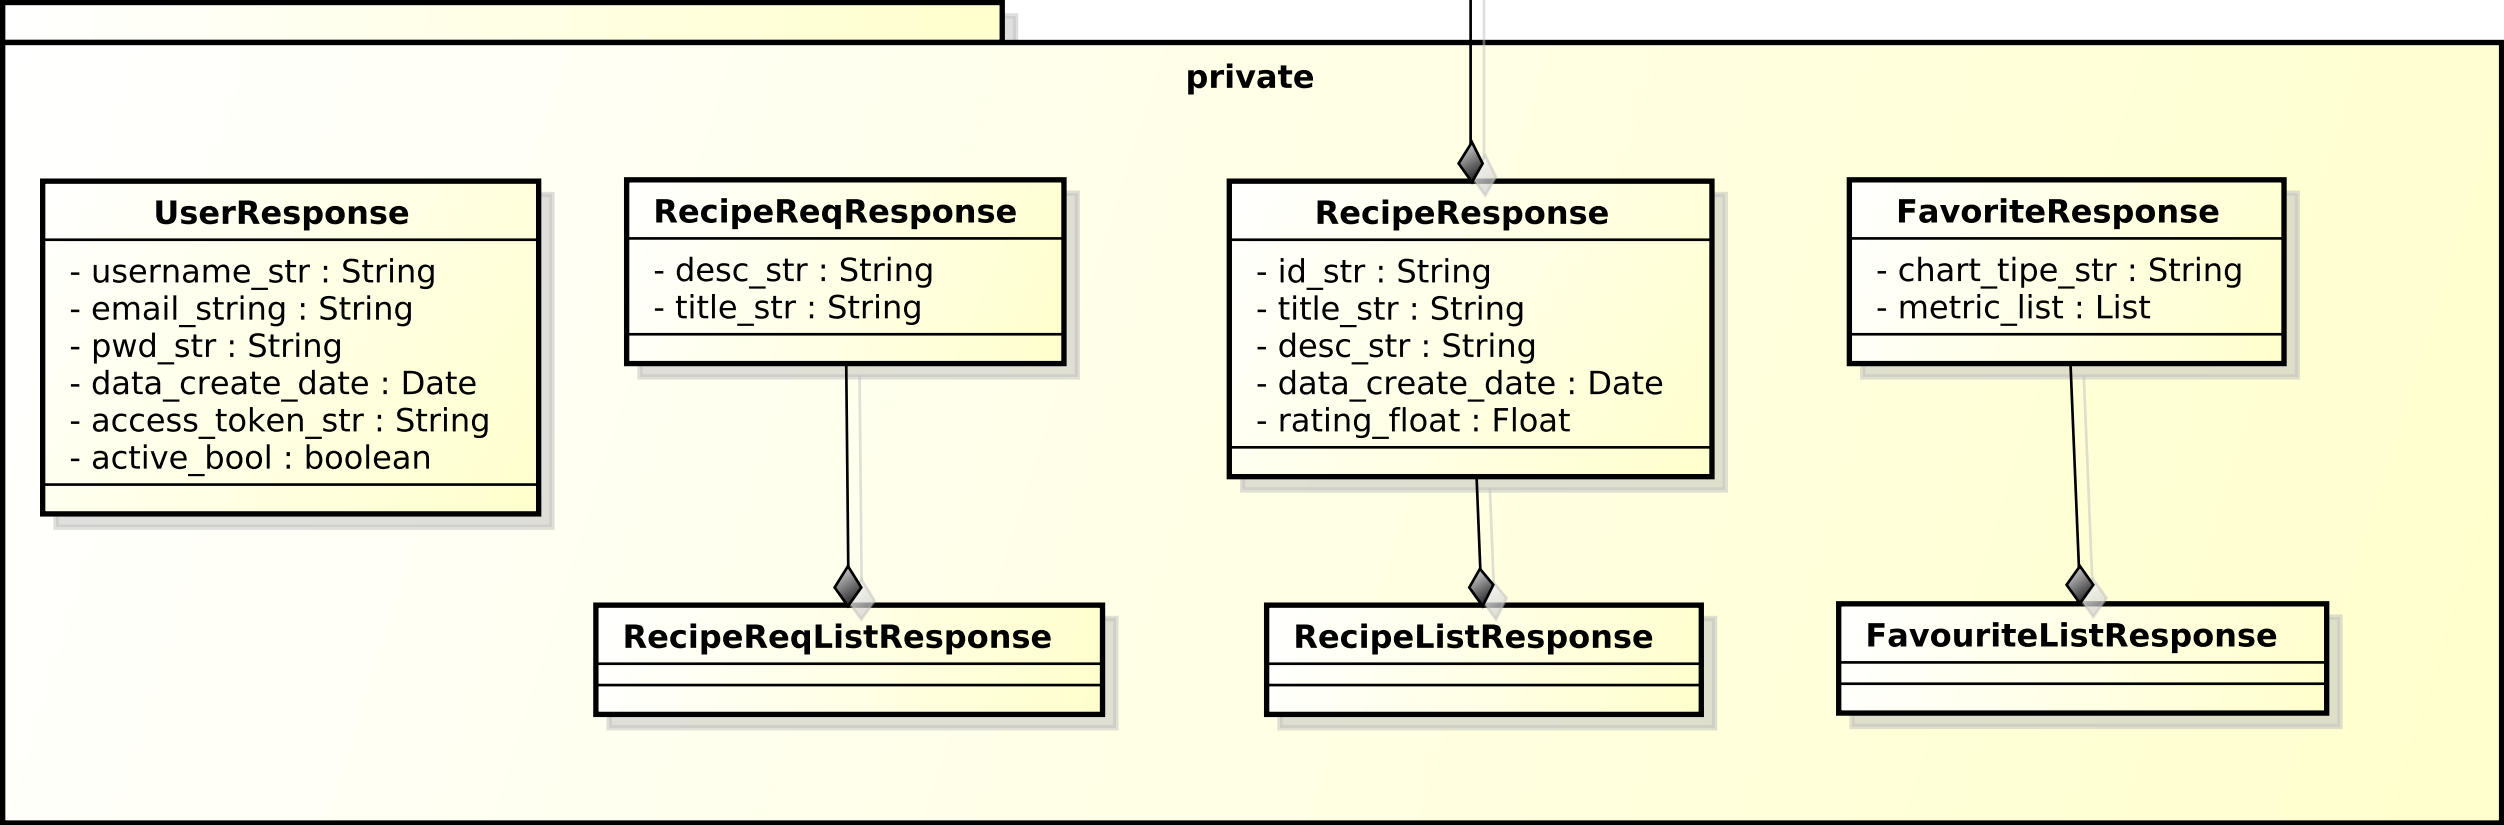 private
UserResponse
- username_str : String
- email_string : String
- pwd_str : String
- data_create_date : Date
- access_token_str : String
- active_bool : boolean
RecipeReqResponse
- desc_str : String
- title_str : String
RecipeResponse
- id_str : String
- title_str : String
- desc_str : String
- data_create_date : Date
- rating_float : Float
FavoriteResponse
- chart_tipe_str : String
- metric_list : List
RecipeReqListResponse
RecipeListResponse
FavouriteListResponse